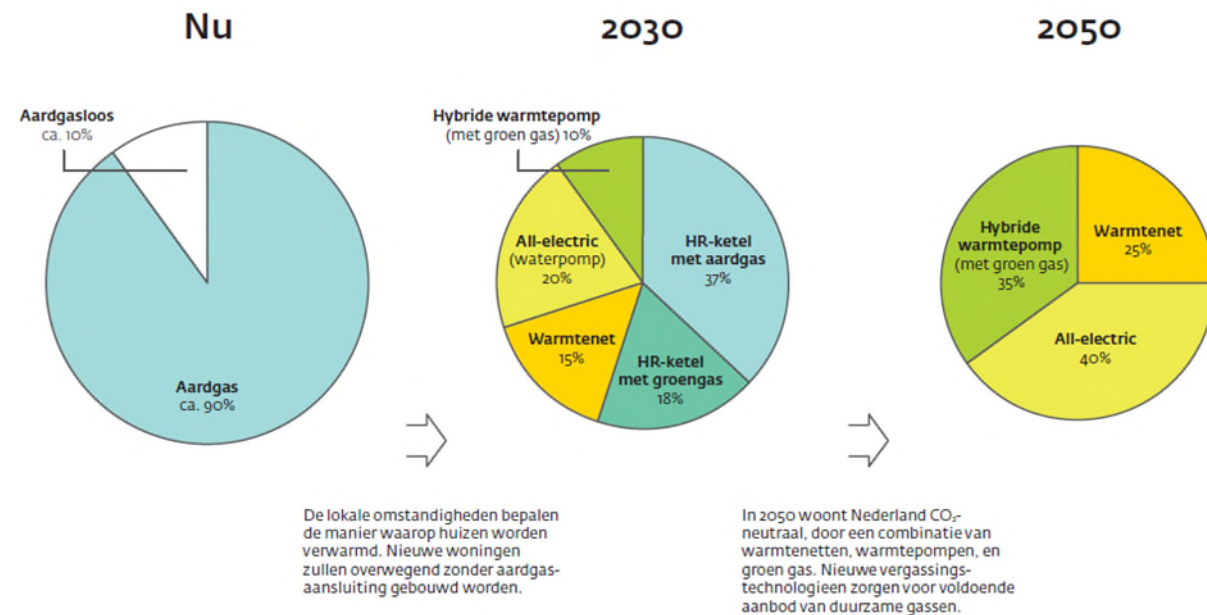 Nu
Aardgasloos
ca. 10%
Aardgas
ca. 90%
2030
Hybride warmtepomp
(met groen gas) 10%
All-electric
(waterpomp)
20%
HR-ketel
met aardgas
37%
Warmtenet
15%
HR-ketel
met groengas
18%
2050
Hybride
warmtepomp
(met groen gas)
35%
Warmtenet
25%
All-electric
40%
De lokale omstandigheden bepalen
de manier waarop huizen worden
verwarmd. Nieuwe woningen
zullen overwegend zonder aardgas-
aansluiting gebouwd worden.
In 2050 woont Nederland CO₂-
neutraal, door een combinatie van
warmtenetten, warmtepompen, en
groen gas. Nieuwe vergassings-
technologieen zorgen voor voldoende
aanbod van duurzame gassen.